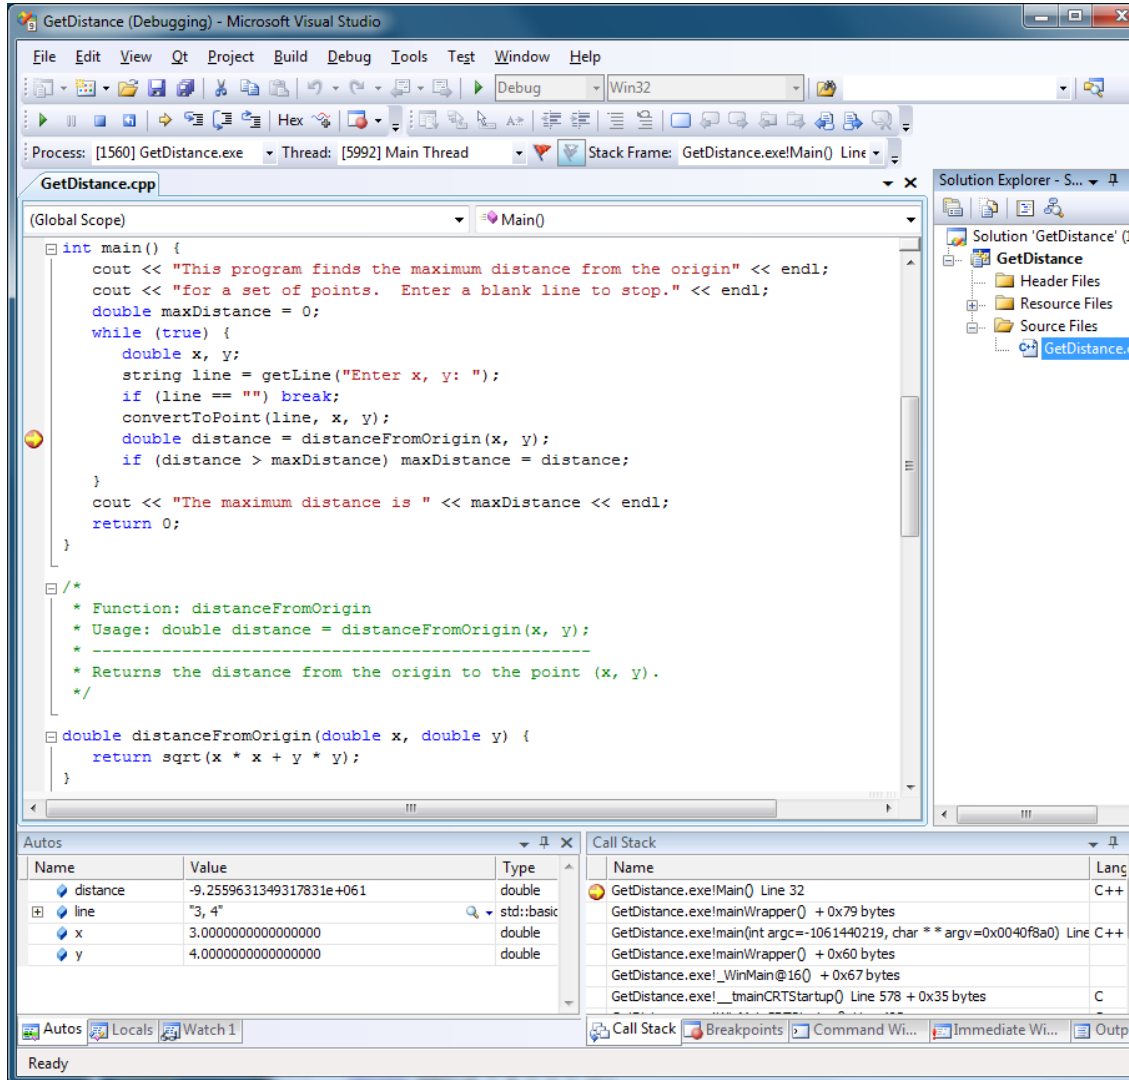 GetDistance (Debugging) - Microsoft Visual Studio
File Edit View Qt Project Build Debug Tools Test Window Help
Debug Win32
Hex
Process: [1560] GetDistance.exe Thread: [5992] Main Thread Stack Frame: GetDistance.exe!Main() Line
GetDistance.cpp
(Global Scope) Main()
int main() {
cout << "This program finds the maximum distance from the origin" << endl;
cout << "for a set of points.  Enter a blank line to stop." << endl;
double maxDistance = 0;
while (true) {
double x, y;
string line = getLine("Enter x, y: ");
if (line == "") break;
convertToPoint(line, x, y);
double distance = distanceFromOrigin(x, y);
if (distance > maxDistance) maxDistance = distance;
}
cout << "The maximum distance is " << maxDistance << endl;
return 0;
}
/*
* Function: distanceFromOrigin
* Usage: double distance = distanceFromOrigin(x, y);
* --------------------------------------------------
* Returns the distance from the origin to the point (x, y).
*/
double distanceFromOrigin(double x, double y) {
return sqrt(x * x + y * y);
}
Solution Explorer - S...
Solution 'GetDistance' (1
GetDistance
Header Files
Resource Files
Source Files
GetDistance.c
Autos
Name Value Type
distance -9.2559631349317831e+061 double
line "3, 4" std::basic
x 3.0000000000000000 double
y 4.0000000000000000 double
Autos Locals Watch 1
Call Stack
Name Lang
GetDistance.exe!Main() Line 32 C++
GetDistance.exe!mainWrapper() + 0x79 bytes
GetDistance.exe!main(int argc=-1061440219, char * * argv=0x0040f8a0) Line C++
GetDistance.exe!mainWrapper() + 0x60 bytes
GetDistance.exe!_WinMain@16() + 0x67 bytes
GetDistance.exe!__tmainCRTStartup() Line 578 + 0x35 bytes C
Call Stack Breakpoints Command Wi... Immediate Wi... Outp
Ready